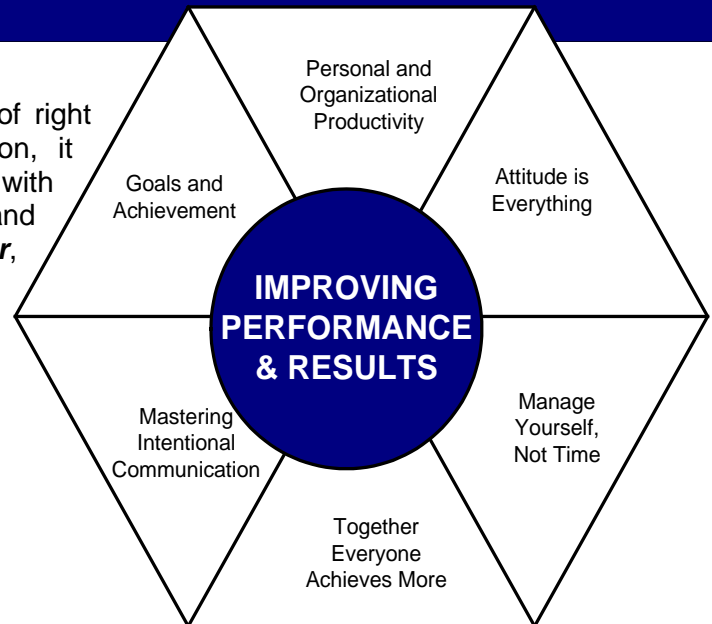 of right
on, it
with
and
r,
Personal and
Organizational
Productivity
Goals and
Achievement
Attitude is
Everything
IMPROVING
PERFORMANCE
& RESULTS
Mastering
Intentional
Communication
Manage
Yourself,
Not Time
Together
Everyone
Achieves More